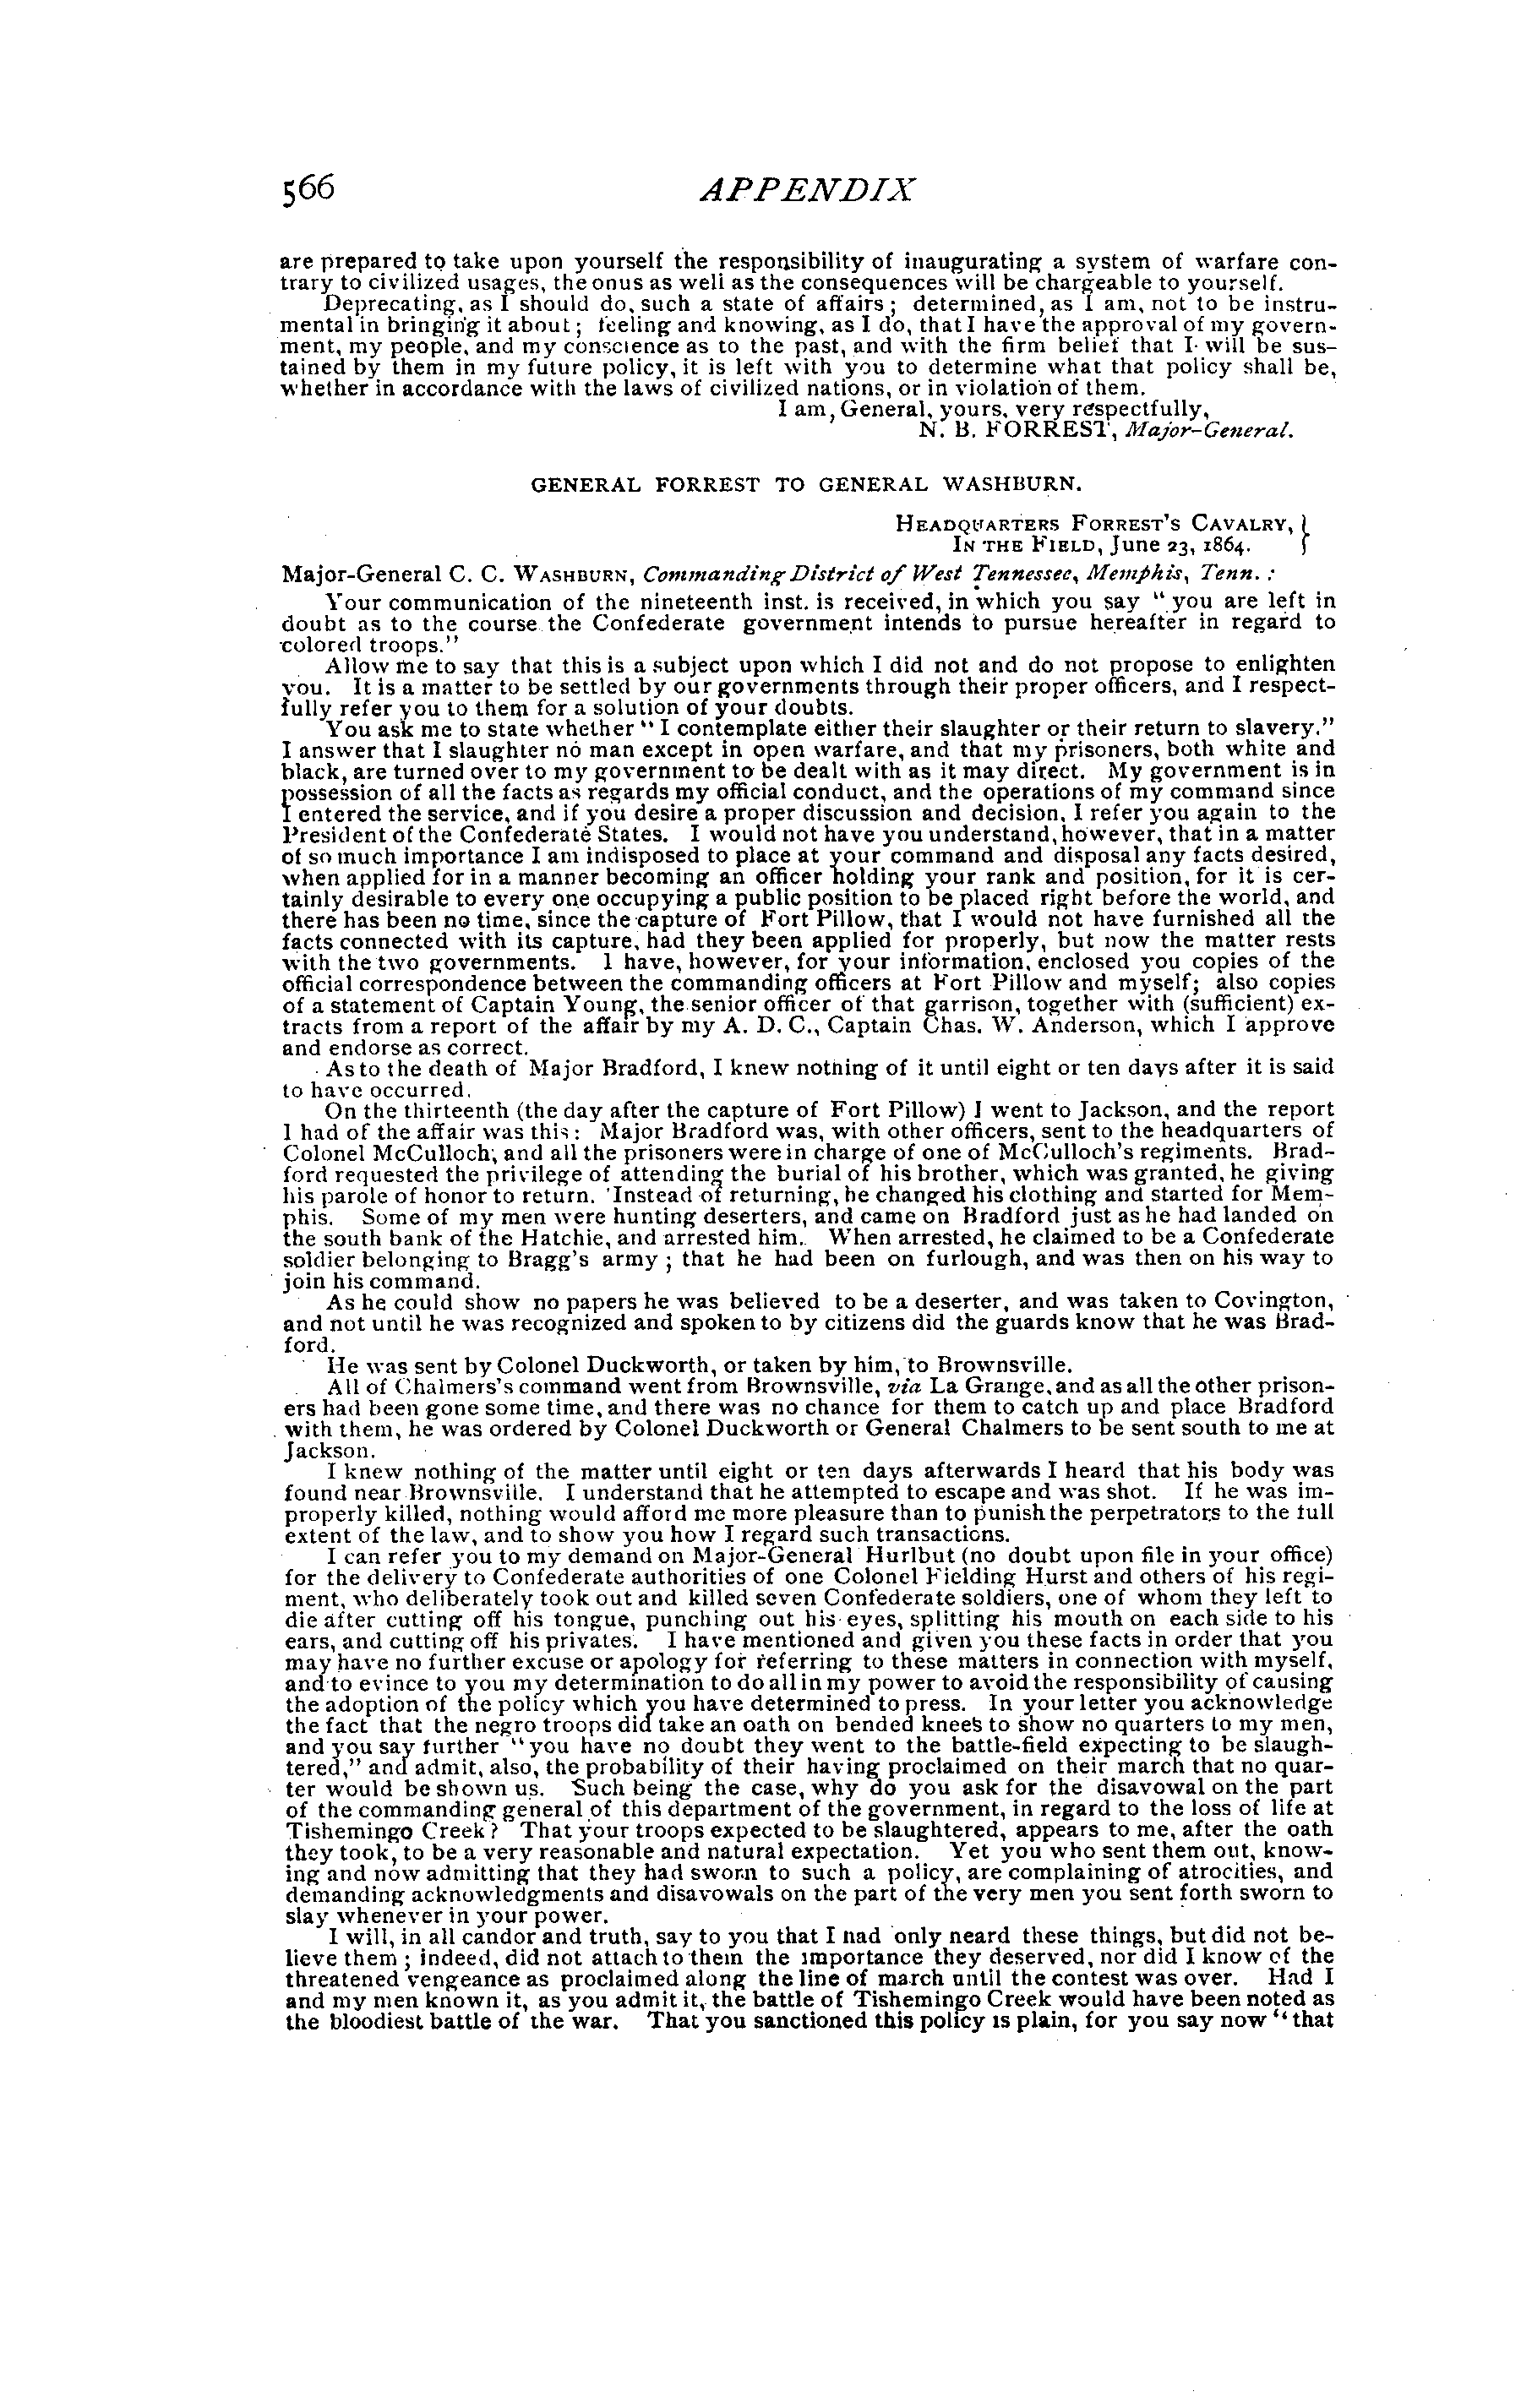 566 APPENDIX
are prepared to take upon yourself the responsibility of inaugurating a system of warfare con-
trary to civilized usages, the onus as well as the consequences will be chargeable to yourself.
Deprecating, as I should do, such a state of affairs; determined, as I am, not to be instru-
mental in bringing it about; feeling and knowing, as I do, that I have the approval of my govern-
ment, my people, and my conscience as to the past, and with the firm belief that I will be sus-
tained by them in my future policy, it is left with you to determine what that policy shall be,
whether in accordance with the laws of civilized nations, or in violation of them.
I am, General, yours, very respectfully,
N. B. FORREST, Major-General.
GENERAL FORREST TO GENERAL WASHBURN.
HEADQUARTERS FORREST'S CAVALRY, }
IN THE FIELD, June 23, 1864. }
Major-General C. C. WASHBURN, Commanding District of West Tennessee, Memphis, Tenn.:
Your communication of the nineteenth inst. is received, in which you say "you are left in
doubt as to the course the Confederate government intends to pursue hereafter in regard to
colored troops."
Allow me to say that this is a subject upon which I did not and do not propose to enlighten
you. It is a matter to be settled by our governments through their proper officers, and I respect-
fully refer you to them for a solution of your doubts.
You ask me to state whether "I contemplate either their slaughter or their return to slavery."
I answer that I slaughter no man except in open warfare, and that my prisoners, both white and
black, are turned over to my government to be dealt with as it may direct. My government is in
possession of all the facts as regards my official conduct, and the operations of my command since
I entered the service, and if you desire a proper discussion and decision, I refer you again to the
President of the Confederate States. I would not have you understand, however, that in a matter
of so much importance I am indisposed to place at your command and disposal any facts desired,
when applied for in a manner becoming an officer holding your rank and position, for it is cer-
tainly desirable to every one occupying a public position to be placed right before the world, and
there has been no time, since the capture of Fort Pillow, that I would not have furnished all the
facts connected with its capture, had they been applied for properly, but now the matter rests
with the two governments. I have, however, for your information, enclosed you copies of the
official correspondence between the commanding officers at Fort Pillow and myself; also copies
of a statement of Captain Young, the senior officer of that garrison, together with (sufficient) ex-
tracts from a report of the affair by my A. D. C., Captain Chas. W. Anderson, which I approve
and endorse as correct.
As to the death of Major Bradford, I knew nothing of it until eight or ten days after it is said
to have occurred.
On the thirteenth (the day after the capture of Fort Pillow) I went to Jackson, and the report
I had of the affair was this: Major Bradford was, with other officers, sent to the headquarters of
Colonel McCulloch, and all the prisoners were in charge of one of McCulloch's regiments. Brad-
ford requested the privilege of attending the burial of his brother, which was granted, he giving
his parole of honor to return. Instead of returning, he changed his clothing and started for Mem-
phis. Some of my men were hunting deserters, and came on Bradford just as he had landed on
the south bank of the Hatchie, and arrested him. When arrested, he claimed to be a Confederate
soldier belonging to Bragg's army; that he had been on furlough, and was then on his way to
join his command.
As he could show no papers he was believed to be a deserter, and was taken to Covington,
and not until he was recognized and spoken to by citizens did the guards know that he was Brad-
ford.
He was sent by Colonel Duckworth, or taken by him, to Brownsville.
All of Chalmers's command went from Brownsville, via La Grange, and as all the other prison-
ers had been gone some time, and there was no chance for them to catch up and place Bradford
with them, he was ordered by Colonel Duckworth or General Chalmers to be sent south to me at
Jackson.
I knew nothing of the matter until eight or ten days afterwards I heard that his body was
found near Brownsville. I understand that he attempted to escape and was shot. If he was im-
properly killed, nothing would afford me more pleasure than to punish the perpetrators to the full
extent of the law, and to show you how I regard such transactions.
I can refer you to my demand on Major-General Hurlbut (no doubt upon file in your office)
for the delivery to Confederate authorities of one Colonel Fielding Hurst and others of his regi-
ment, who deliberately took out and killed seven Confederate soldiers, one of whom they left to
die after cutting off his tongue, punching out his eyes, splitting his mouth on each side to his
ears, and cutting off his privates. I have mentioned and given you these facts in order that you
may have no further excuse or apology for referring to these matters in connection with myself,
and to evince to you my determination to do all in my power to avoid the responsibility of causing
the adoption of the policy which you have determined to press. In your letter you acknowledge
the fact that the negro troops did take an oath on bended knees to show no quarters to my men,
and you say further "you have no doubt they went to the battle-field expecting to be slaugh-
tered," and admit, also, the probability of their having proclaimed on their march that no quar-
ter would be shown us. Such being the case, why do you ask for the disavowal on the part
of the commanding general of this department of the government, in regard to the loss of life at
Tishemingo Creek? That your troops expected to be slaughtered, appears to me, after the oath
they took, to be a very reasonable and natural expectation. Yet you who sent them out, know-
ing and now admitting that they had sworn to such a policy, are complaining of atrocities, and
demanding acknowledgments and disavowals on the part of the very men you sent forth sworn to
slay whenever in your power.
I will, in all candor and truth, say to you that I had only heard these things, but did not be-
lieve them; indeed, did not attach to them the importance they deserved, nor did I know of the
threatened vengeance as proclaimed along the line of march until the contest was over. Had I
and my men known it, as you admit it, the battle of Tishemingo Creek would have been noted as
the bloodiest battle of the war. That you sanctioned this policy is plain, for you say now "that